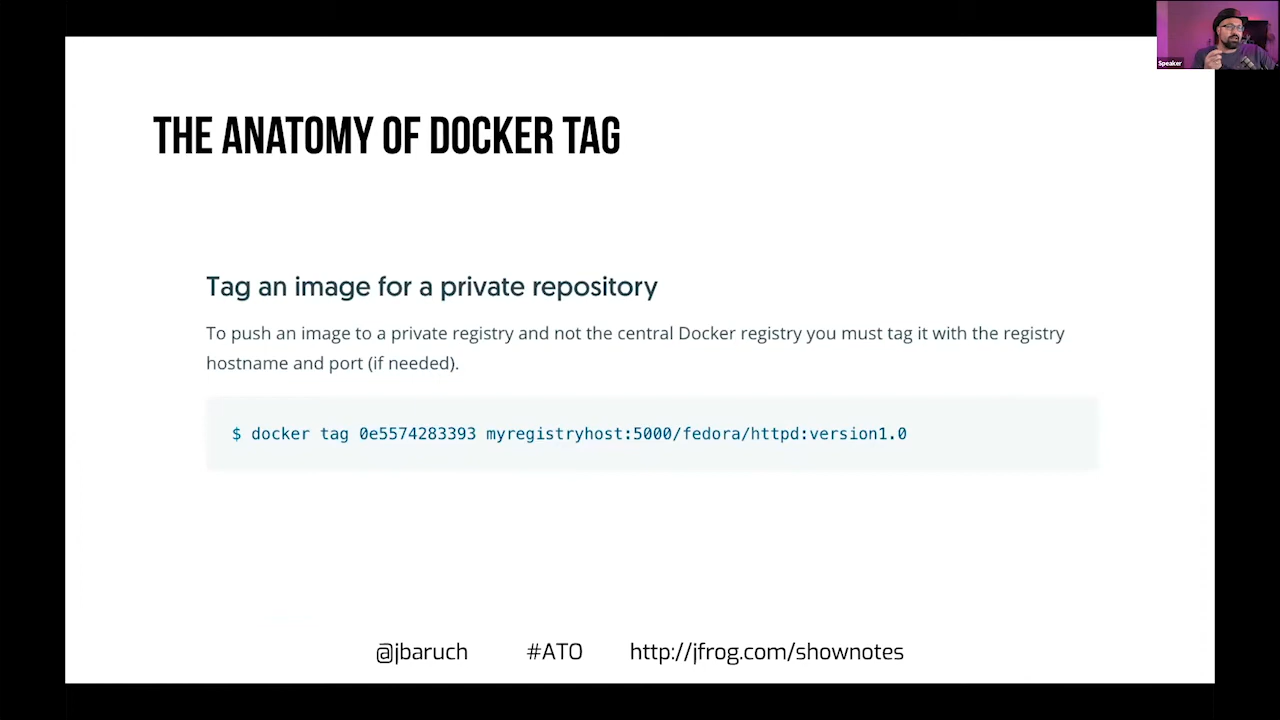 Speaker
THE ANATOMY OF DOCKER TAG
Tag an image for a private repository
To push an image to a private registry and not the central Docker registry you must tag it with the registry
hostname and port (if needed).
$ docker tag 0e5574283393 myregistryhost:5000/fedora/httpd:version1.0
@jbaruch #ATO http://jfrog.com/shownotes